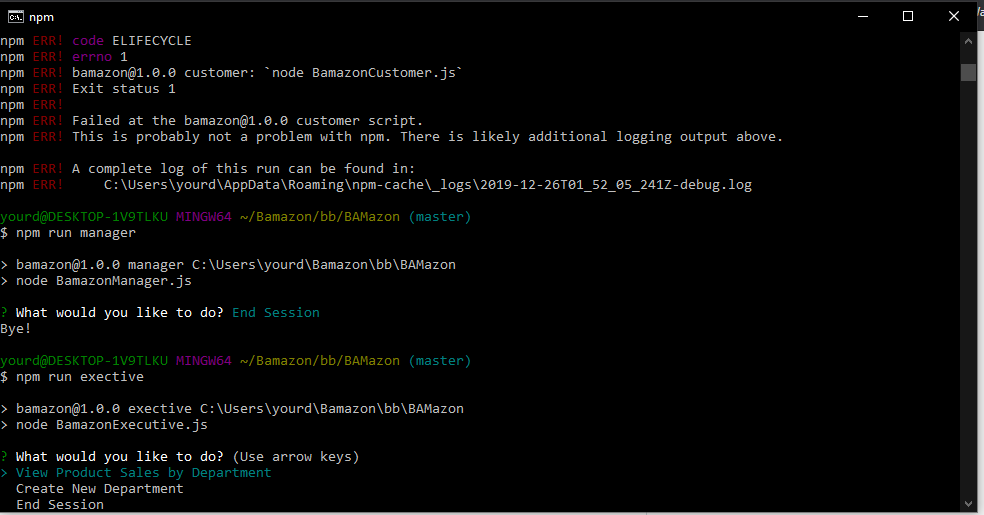 npm
npm ERR! code ELIFECYCLE
npm ERR! errno 1
npm ERR! bamazon@1.0.0 customer: `node BamazonCustomer.js`
npm ERR! Exit status 1
npm ERR!
npm ERR! Failed at the bamazon@1.0.0 customer script.
npm ERR! This is probably not a problem with npm. There is likely additional logging output above.
npm ERR! A complete log of this run can be found in:
npm ERR!     C:\Users\yourd\AppData\Roaming\npm-cache\_logs\2019-12-26T01_52_05_241Z-debug.log
yourd@DESKTOP-1V9TLKU MINGW64 ~/Bamazon/bb/BAMazon (master)
$ npm run manager
> bamazon@1.0.0 manager C:\Users\yourd\Bamazon\bb\BAMazon
> node BamazonManager.js
? What would you like to do? End Session
Bye!
yourd@DESKTOP-1V9TLKU MINGW64 ~/Bamazon/bb/BAMazon (master)
$ npm run exective
> bamazon@1.0.0 exective C:\Users\yourd\Bamazon\bb\BAMazon
> node BamazonExecutive.js
? What would you like to do? (Use arrow keys)
> View Product Sales by Department
  Create New Department
  End Session